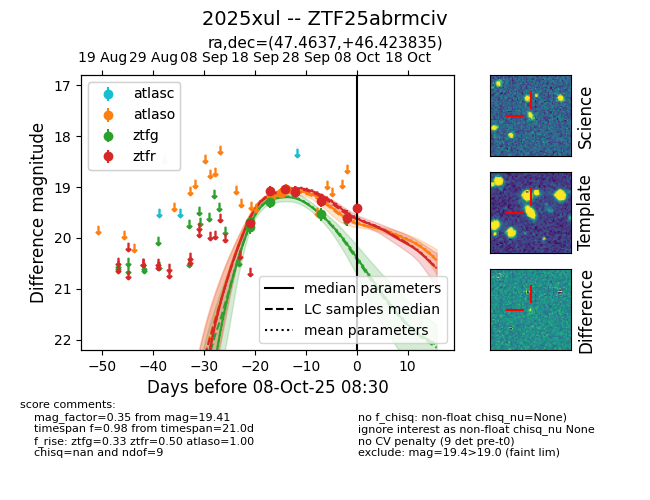 2025xul -- ZTF25abrmciv
ra,dec=(47.4637,+46.423835)
19 Aug 29 Aug 08 Sep 18 Sep 28 Sep 08 Oct 18 Oct
17
18
19
20
21
22
Difference magnitude
atlasc
atlaso
ztfg
ztfr
median parameters
LC samples median
mean parameters
−50 −40 −30 −20 −10 0 10
Days before 08-Oct-25 08:30
Science
Template
Difference
score comments:
mag_factor=0.35 from mag=19.41
timespan f=0.98 from timespan=21.0d
f_rise: ztfg=0.33 ztfr=0.50 atlaso=1.00
chisq=nan and ndof=9
no f_chisq: non-float chisq_nu=None)
ignore interest as non-float chisq_nu None
no CV penalty (9 det pre-t0)
exclude: mag=19.4>19.0 (faint lim)